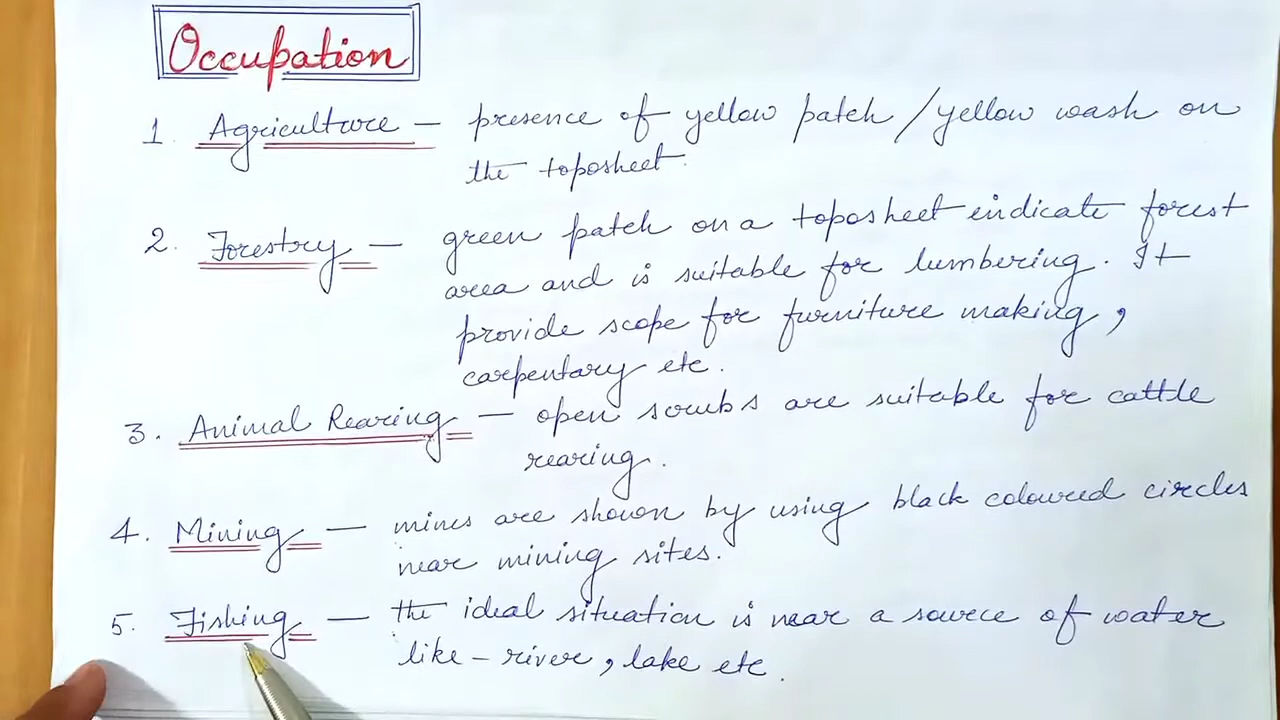 Occupation
1. Agriculture – presence of yellow patch / yellow wash on
the toposheet.
2. Forestry – green patch on a toposheet indicate forest
area and is suitable for lumbering. It
provide scope for furniture making,
carpentary etc.
3. Animal Rearing – open scrubs are suitable for cattle
rearing.
4. Mining – mines are shown by using black coloured circles
near mining sites.
5. Fishing – the ideal situation is near a source of water
like – river, lake etc.